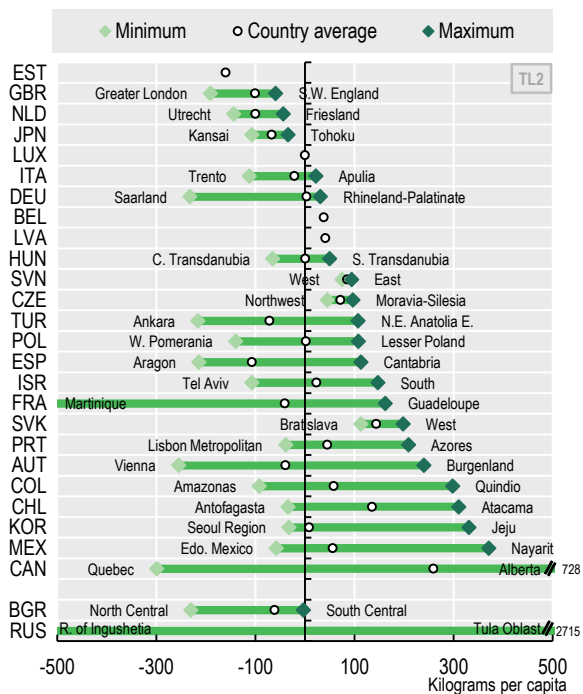 Minimum Country average Maximum
TL2
EST
GBR Greater London S.W. England
NLD Utrecht Friesland
JPN Kansai Tohoku
LUX
ITA Trento Apulia
DEU Saarland Rhineland-Palatinate
BEL
LVA
HUN C. Transdanubia S. Transdanubia
SVN West East
CZE Northwest Moravia-Silesia
TUR Ankara N.E. Anatolia E.
POL W. Pomerania Lesser Poland
ESP Aragon Cantabria
ISR Tel Aviv South
FRA Martinique Guadeloupe
SVK Bratislava West
PRT Lisbon Metropolitan Azores
AUT Vienna Burgenland
COL Amazonas Quindio
CHL Antofagasta Atacama
KOR Seoul Region Jeju
MEX Edo. Mexico Nayarit
CAN Quebec Alberta 728
BGR North Central South Central
RUS R. of Ingushetia Tula Oblast 2715
-500 -300 -100 100 300 500
Kilograms per capita